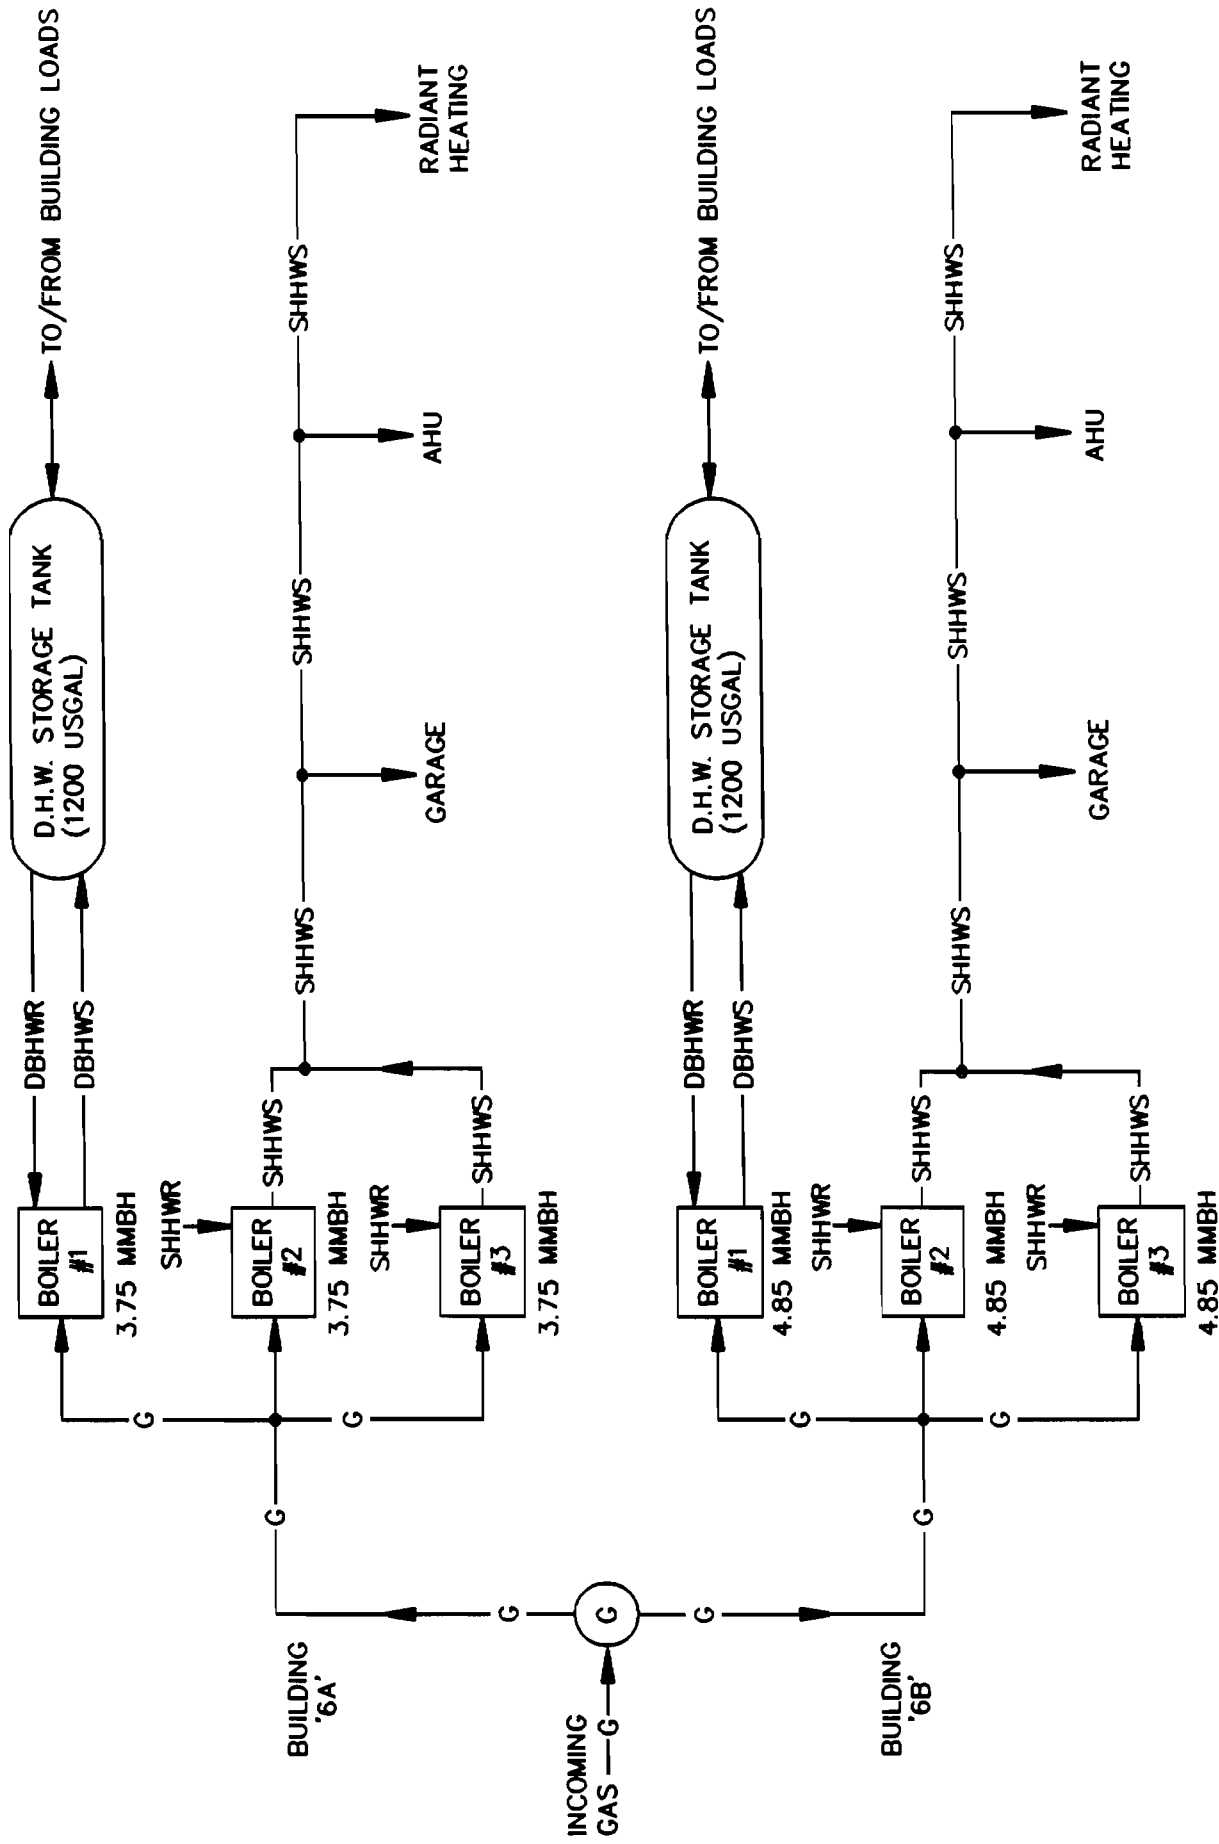 INCOMING
GAS
G
G
G
G
BUILDING
'6A'
G
G
G
BOILER
#1
3.75 MMBH
DBHWR
DBHWS
D.H.W. STORAGE TANK
(1200 USGAL)
TO/FROM BUILDING LOADS
SHHWR
BOILER
#2
3.75 MMBH
SHHWS
SHHWR
BOILER
#3
3.75 MMBH
SHHWS
SHHWS
SHHWS
SHHWS
GARAGE
AHU
RADIANT
HEATING
BUILDING
'6B'
G
G
G
BOILER
#1
4.85 MMBH
DBHWR
DBHWS
D.H.W. STORAGE TANK
(1200 USGAL)
TO/FROM BUILDING LOADS
SHHWR
BOILER
#2
4.85 MMBH
SHHWS
SHHWR
BOILER
#3
4.85 MMBH
SHHWS
SHHWS
SHHWS
SHHWS
GARAGE
AHU
RADIANT
HEATING